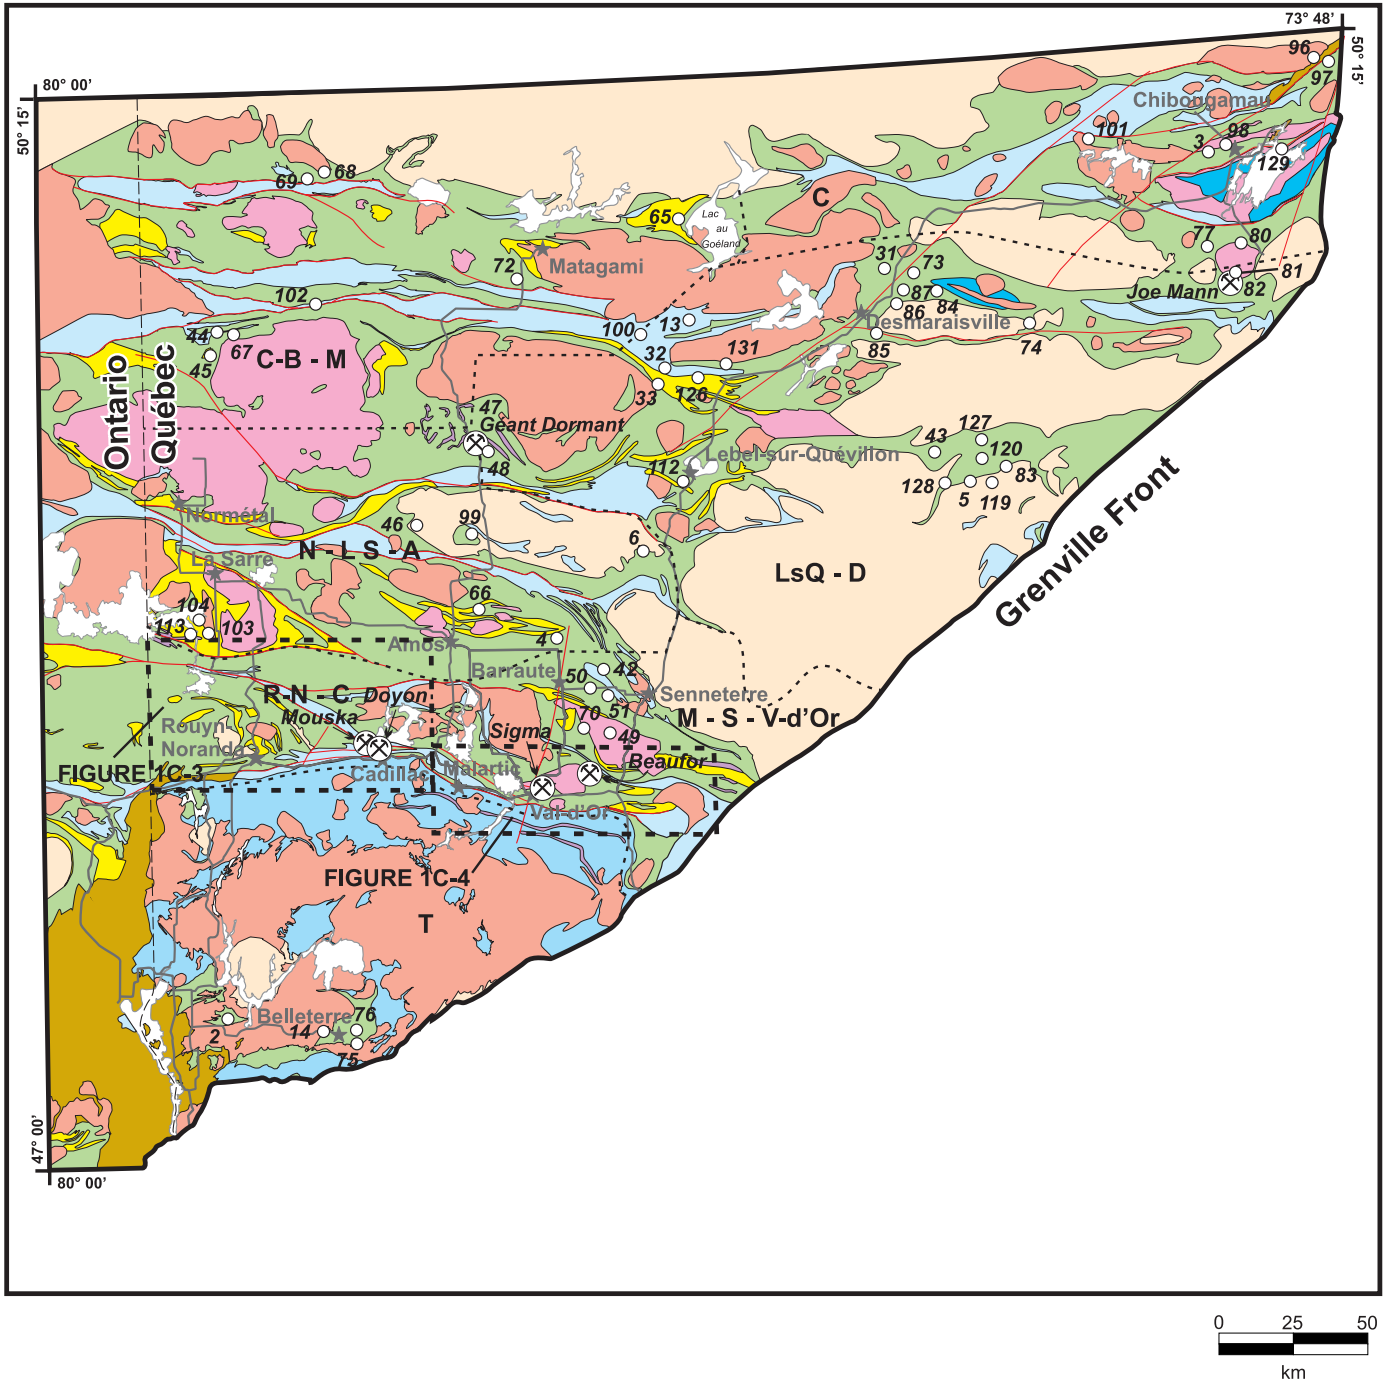 73° 48'
50° 15'
80° 00'
50° 15'
96
97
Chibougamau
101
3
98
129
68
69
C
65
Lac
au
Goéland
77
80
81
82
Joe Mann
72
Matagami
31
73
87
84
86
Desmaraisville
85
74
102
44
67
45
C-B - M
100
13
32
131
33
126
Ontario
Québec
47
Géant Dormant
48
112
Lebel-sur-Quévillon
43
127
120
83
128
5
119
Normétal
46
99
6
N - L S - A
La Sarre
LsQ - D
Grenville Front
104
113
103
66
4
Amos
Barraute
50
42
51
Senneterre
R-N - C
Doyon
Mouska
Rouyn-
Noranda
Sigma
70
49
M - S - V-d'Or
Beaufor
FIGURE 1C-3
Cadillac
Malartic
Val-d'Or
FIGURE 1C-4
T
Belleterre
2
14
76
75
47° 00'
80° 00'
0 25 50
km